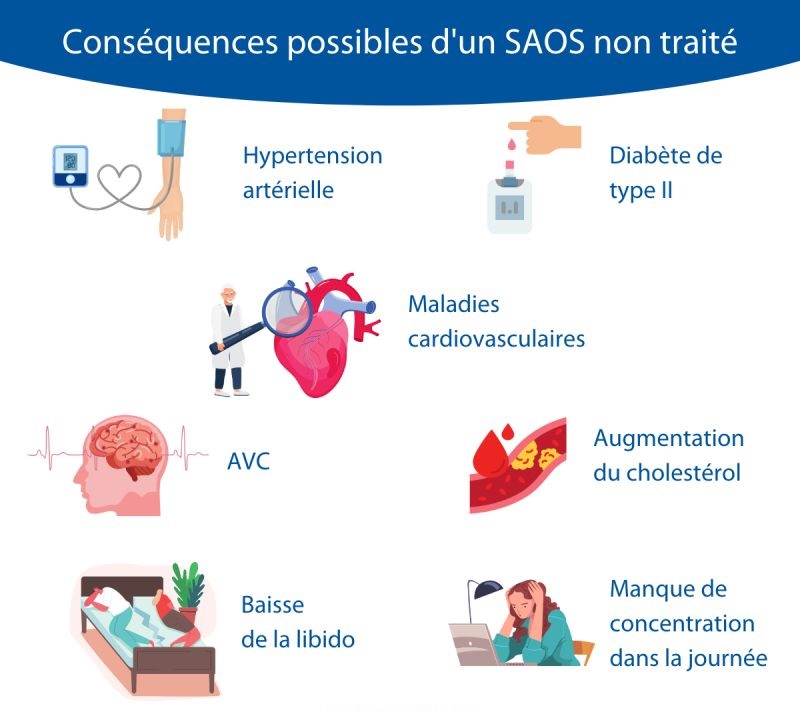 Conséquences possibles d'un SAOS non traité
Hypertension
artérielle
Diabète de
type II
Maladies
cardiovasculaires
AVC
Augmentation
du cholestérol
Baisse
de la libido
Manque de
concentration
dans la journée